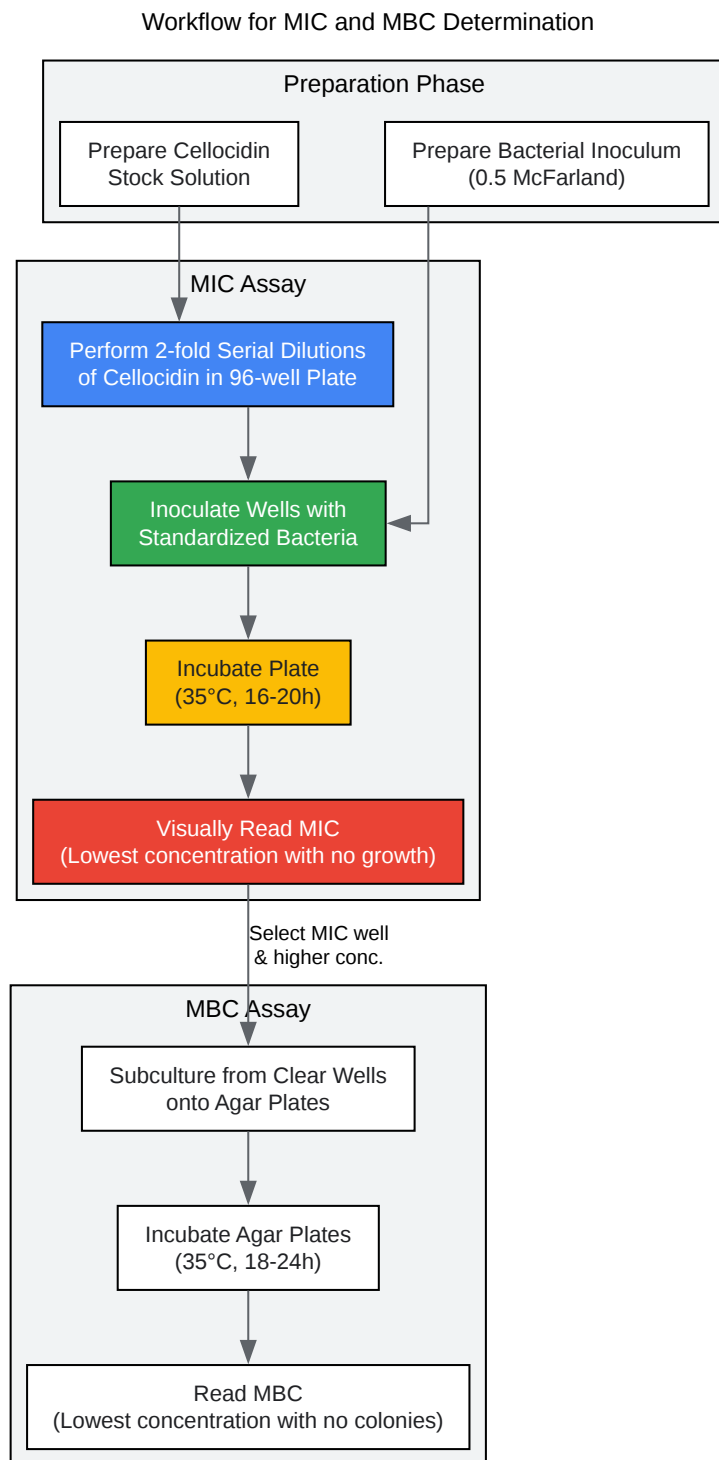 Workflow for MIC and MBC Determination
Preparation Phase
Prepare Cellocidin
Stock Solution
Prepare Bacterial Inoculum
(0.5 McFarland)
MIC Assay
Perform 2-fold Serial Dilutions
of Cellocidin in 96-well Plate
Inoculate Wells with
Standardized Bacteria
Incubate Plate
(35°C, 16-20h)
Visually Read MIC
(Lowest concentration with no growth)
Select MIC well
& higher conc.
MBC Assay
Subculture from Clear Wells
onto Agar Plates
Incubate Agar Plates
(35°C, 18-24h)
Read MBC
(Lowest concentration with no colonies)